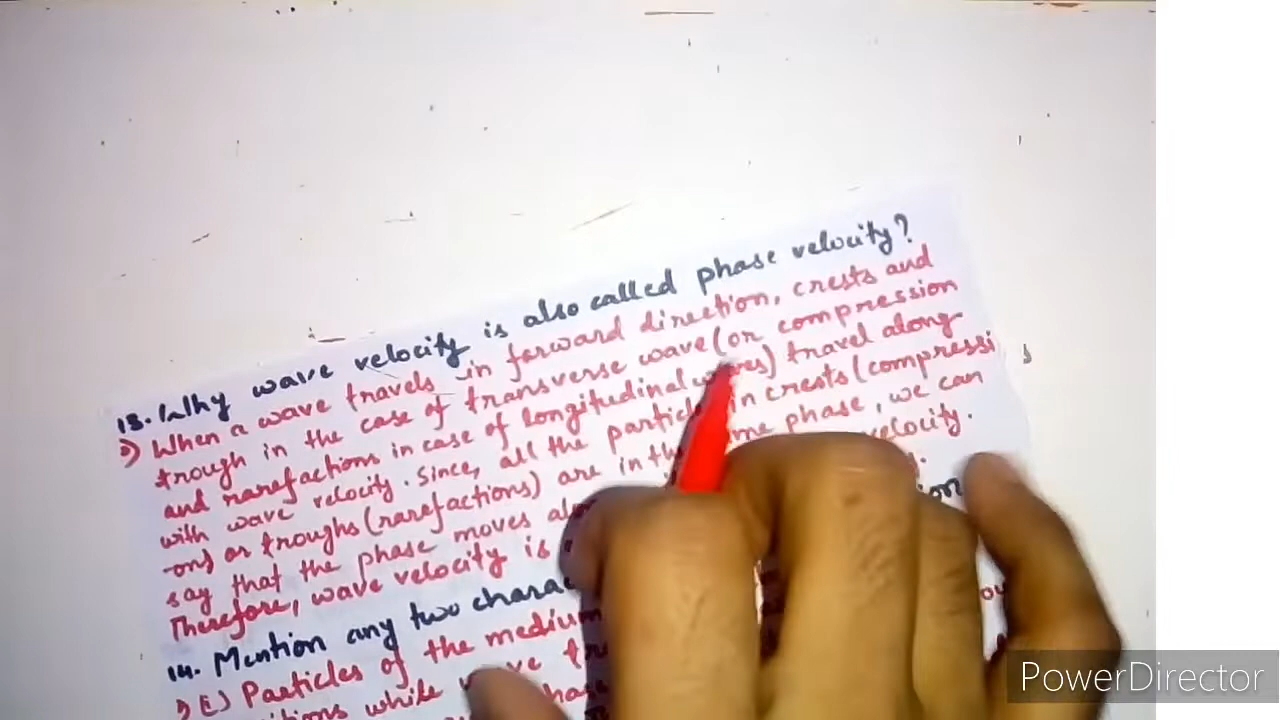 13. Why wave velocity is also called phase velocity?
⇒ When a wave travels in forward direction, crests and
trough in the case of transverse wave (or compression
and rarefactions in case of longitudinal waves) travel along
with wave velocity. Since, all the particles in crests (compressi
-ons) or troughs (rarefactions) are in the same phase, we can
say that the phase moves velocity.
Therefore, wave velocity is
14. Mention any two
⇒ (i) Particles of the medium
while wave
PowerDirector